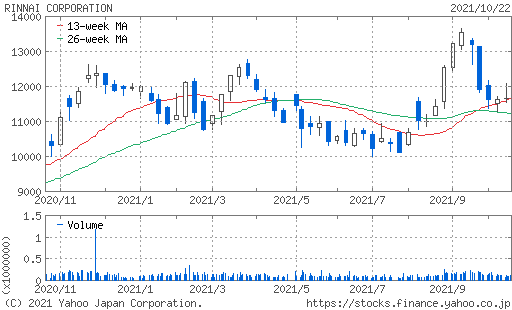 RINNAI CORPORATION 2021/10/22
14000
13-week MA
26-week MA
13000
12000
11000
10000
9000
2020/11 2021/1 2021/3 2021/5 2021/7 2021/9
1.5
Volume
1
0.5
0
(x1000000)
2020/11 2021/1 2021/3 2021/5 2021/7 2021/9
(C) 2021 Yahoo Japan Corporation. https://stocks.finance.yahoo.co.jp/